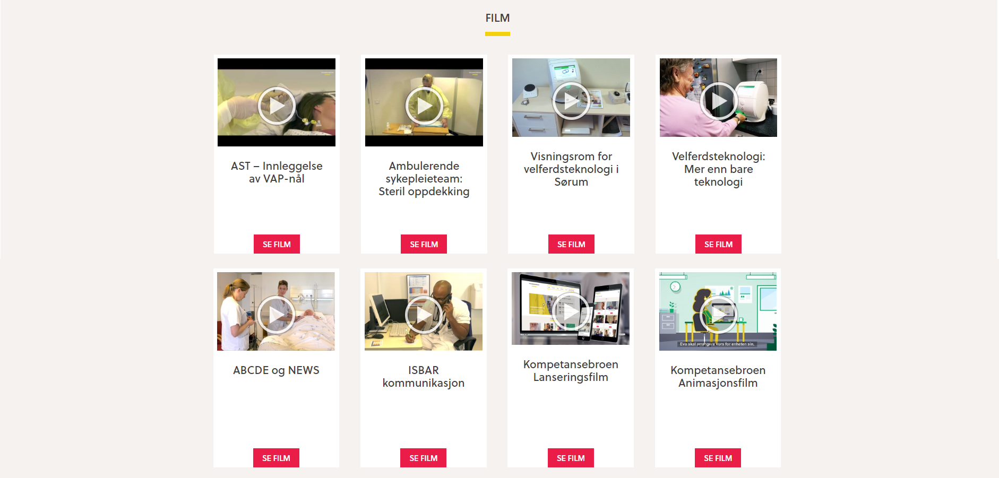 FILM
AST – Innleggelse
av VAP-nål
SE FILM
Ambulerende
sykepleieteam:
Steril oppdekking
SE FILM
Visningsrom for
velferdsteknologi i
Sørum
SE FILM
Velferdsteknologi:
Mer enn bare
teknologi
SE FILM
ABCDE og NEWS
SE FILM
ISBAR
kommunikasjon
SE FILM
Kompetansebroen
Lanseringsfilm
SE FILM
Eva skal arrangere kurs for enheten sin.
Kompetansebroen
Animasjonsfilm
SE FILM